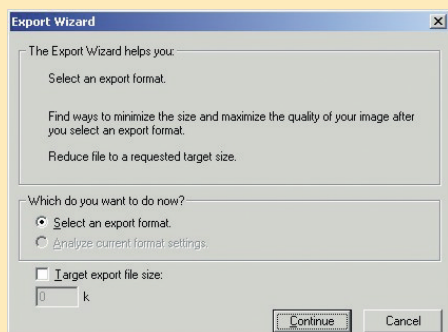 Export Wizard
The Export Wizard helps you:
Select an export format.
Find ways to minimize the size and maximize the quality of your image after
you select an export format.
Reduce file to a requested target size.
Which do you want to do now?
Select an export format.
Analyze current format settings.
Target export file size:
0 k
Continue Cancel